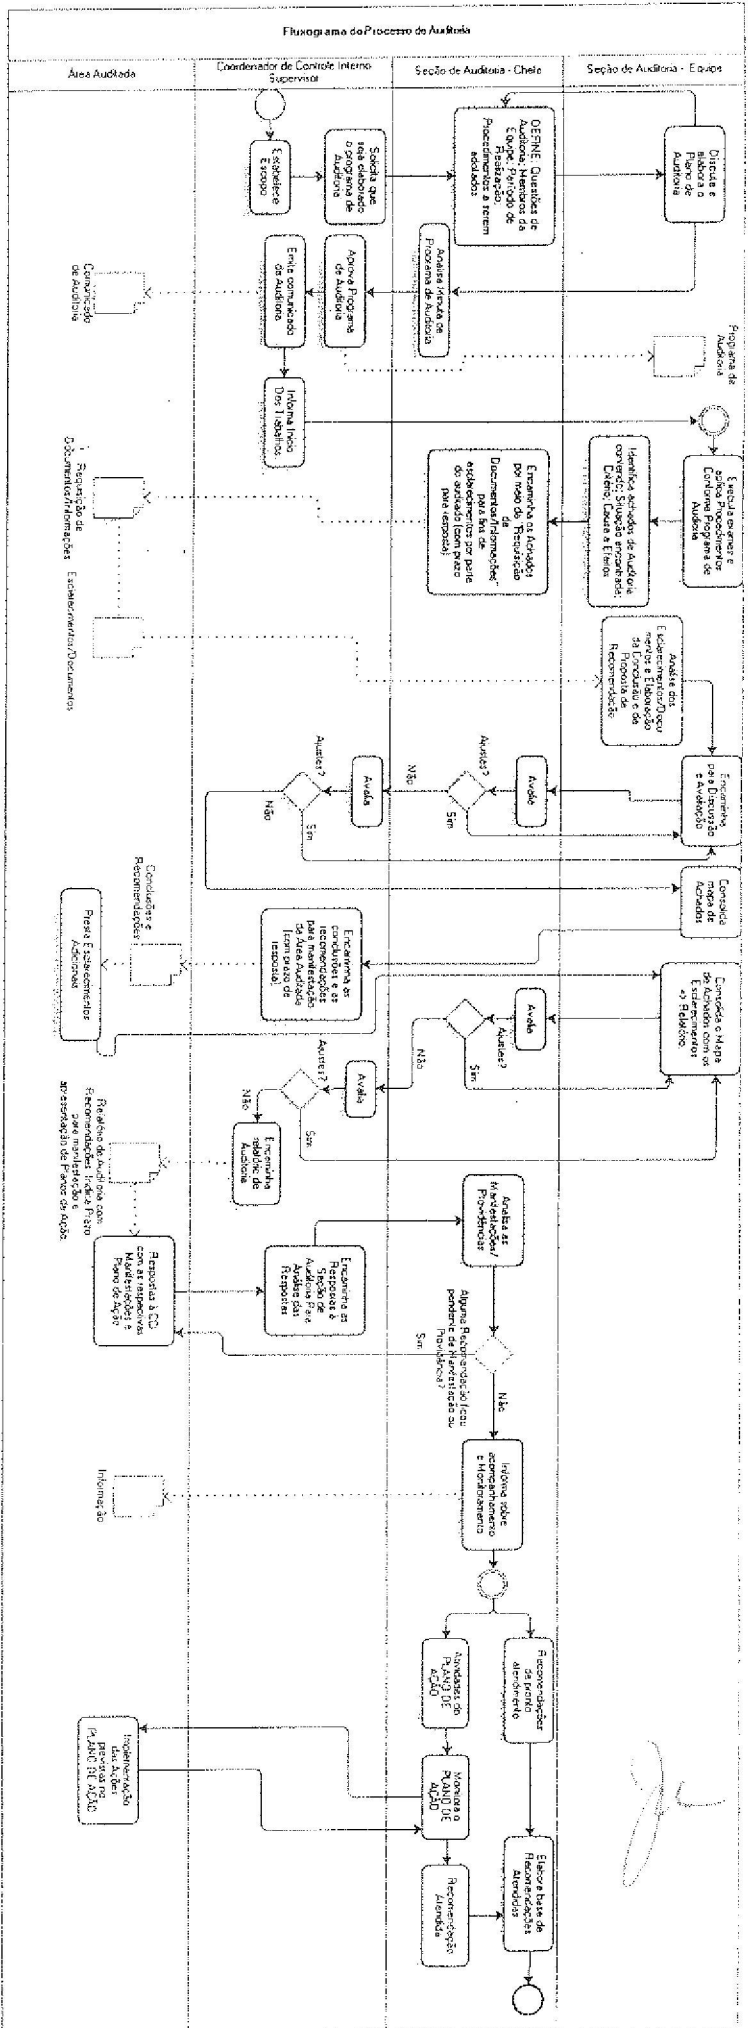 Fluxograma do Processo de Auditoria
Área Auditada
Coordenador de Controle Interno
Supervisor
Seção de Auditoria - Chefe
Seção de Auditoria - Equipe
Estabelece
Escopo
Solicita que
seja elaborado
o programa de
Auditoria
DEFINE: Questões de
Auditoria; Membros da
Equipe; Período de
Realização;
Procedimentos a serem
adotados
Discute e
elabora o
Plano de
Auditoria
Analisa Minuta de
Programa de Auditoria
Aprova Programa
de Auditoria
Emite comunicado
de Auditoria
Comunicado
de Auditoria
Programa de
Auditoria
Informa Início
Dos Trabalhos
Executa exames e
aplica Procedimentos
Conforme Programa de
Auditoria
Identifica achados de Auditoria
contendo: Situação encontrada;
Critério; Causa e Efeitos
Encaminha os Achados
por meio de "Requisição
de
Documentos/Informações"
para fins de
esclarecimentos por parte
do auditado (com prazo
para resposta)
Requisição de
Documentos/Informações
Esclarecimentos/Documentos
Análise dos
Esclarecimentos/Docu
mentos e Elaboração
da Conclusão e da
Proposta de
Recomendação
Encaminha
para Discussão
e Avaliação
Avalia
Ajustes?
Sim
Não
Avalia
Ajustes?
Sim
Não
Consolida
mapa de
Achados
Encaminha as
conclusões e as
recomendações
para manifestação
da Área Auditada
(com prazo de
resposta)
Conclusões e
Recomendações
Presta Esclarecimentos
Adicionais
Consolida o Mapa
de Achados com os
Esclarecimentos
=> Relatório
Avalia
Ajustes?
Sim
Não
Avalia
Ajustes?
Sim
Não
Encaminha
relatório de
Auditoria
Relatório de Auditoria com
Recomendações. Indica Prazo
para manifestação e
apresentação de Planos de Ação
Respostas à CCI
com as respectivas
Manifestações e
Plano de Ação
Encaminha as
Respostas à
Seção de
Auditoria Para
Análise das
Respostas
Analisa as
Manifestações/
Providências
Alguma Recomendação ficou
pendente de Manifestação ou
Providência?
Sim
Não
Informa sobre
acompanhamento
e Monitoramento
Informação
Recomendações
de pronto
atendimento
Atividades do
PLANO DE
AÇÃO
Monitora o
PLANO DE
AÇÃO
Implementação
das Ações
previstas no
PLANO DE AÇÃO
Recomendação
Atendida
Elabora base de
Recomendações
Atendidas